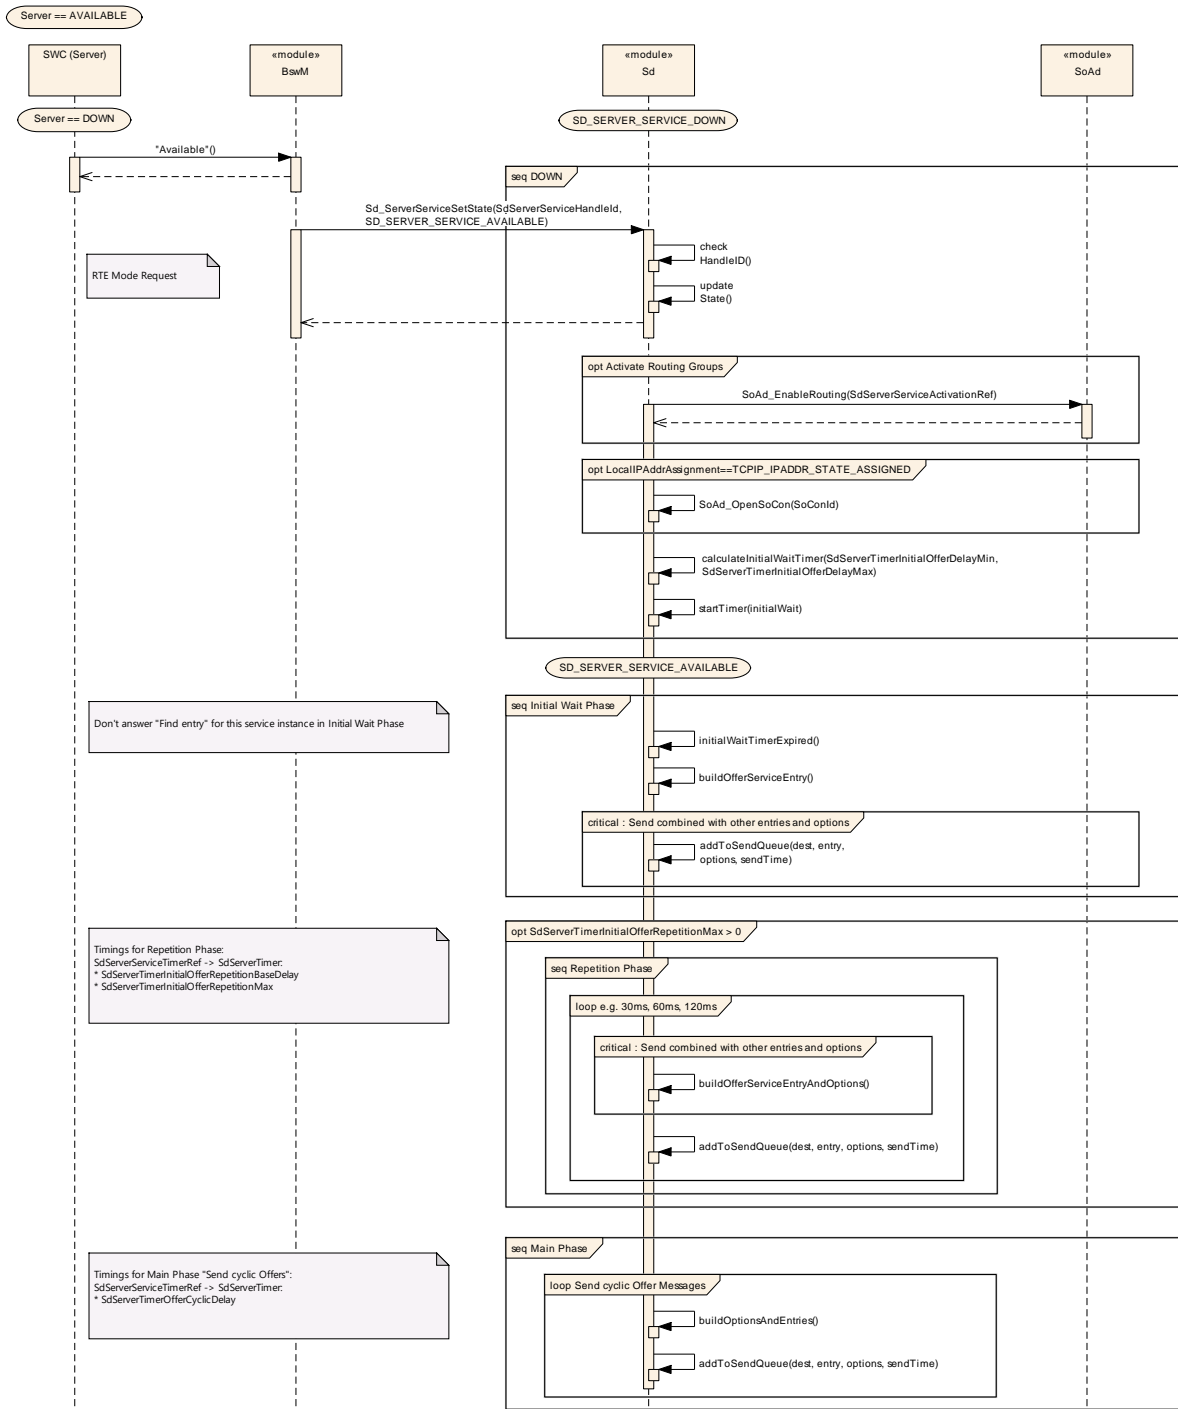 Server == AVAILABLE
SWC (Server)
«module»
BswM
«module»
Sd
«module»
SoAd
Server == DOWN
SD_SERVER_SERVICE_DOWN
"Available"()
seq DOWN
Sd_ServerServiceSetState(SdServerServiceHandleId,
SD_SERVER_SERVICE_AVAILABLE)
check
HandleID()
RTE Mode Request
update
State()
opt Activate Routing Groups
SoAd_EnableRouting(SdServerServiceActivationRef)
opt LocalIPAddrAssignment==TCPIP_IPADDR_STATE_ASSIGNED
SoAd_OpenSoCon(SoConId)
calculateInitialWaitTimer(SdServerTimerInitialOfferDelayMin,
SdServerTimerInitialOfferDelayMax)
startTimer(initialWait)
SD_SERVER_SERVICE_AVAILABLE
seq Initial Wait Phase
Don't answer "Find entry" for this service instance in Initial Wait Phase
initialWaitTimerExpired()
buildOfferServiceEntry()
critical : Send combined with other entries and options
addToSendQueue(dest, entry,
options, sendTime)
opt SdServerTimerInitialOfferRepetitionMax > 0
Timings for Repetition Phase:
SdServerServiceTimerRef -> SdServerTimer:
* SdServerTimerInitialOfferRepetitionBaseDelay
* SdServerTimerInitialOfferRepetitionMax
seq Repetition Phase
loop e.g. 30ms, 60ms, 120ms
critical : Send combined with other entries and options
buildOfferServiceEntryAndOptions()
addToSendQueue(dest, entry, options, sendTime)
seq Main Phase
Timings for Main Phase "Send cyclic Offers":
SdServerServiceTimerRef -> SdServerTimer:
* SdServerTimerOfferCyclicDelay
loop Send cyclic Offer Messages
buildOptionsAndEntries()
addToSendQueue(dest, entry, options, sendTime)